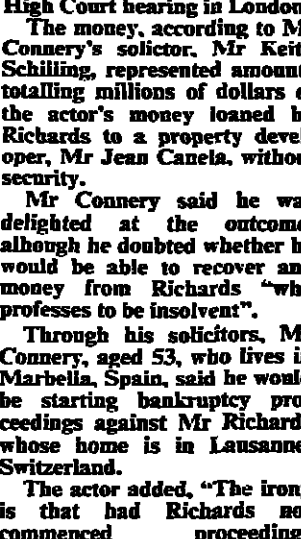 High Court hearing in London
The money, according to M
Connery's solictor, Mr Keit
Schilling, represented amoun
totalling millions of dollars o
the actor's money loaned b
Richards to a property devel
oper, Mr Jean Canela, withou
security.
Mr Connery said he wa
delighted at the outcome
alhough he doubted whether h
would be able to recover an
money from Richards "wh
professes to be insolvent".
Through his solicitors, M
Connery, aged 53, who lives i
Marbella, Spain, said he woul
be starting bankruptcy pro
ceedings against Mr Richard
whose home is in Lausanne
Switzerland.
The actor added, "The iron
is that had Richards no
commenced proceeding